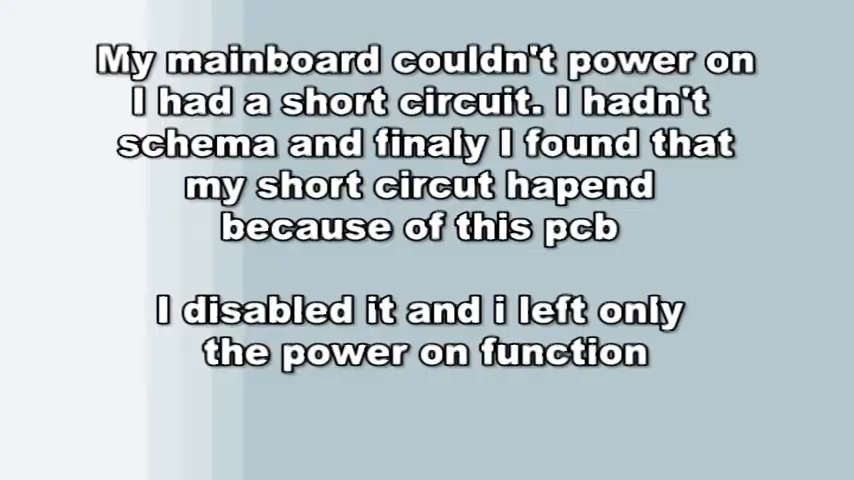 My mainboard couldn't power on
I had a short circuit. I hadn't
schema and finaly I found that
my short circut hapend
because of this pcb
I disabled it and i left only
the power on function